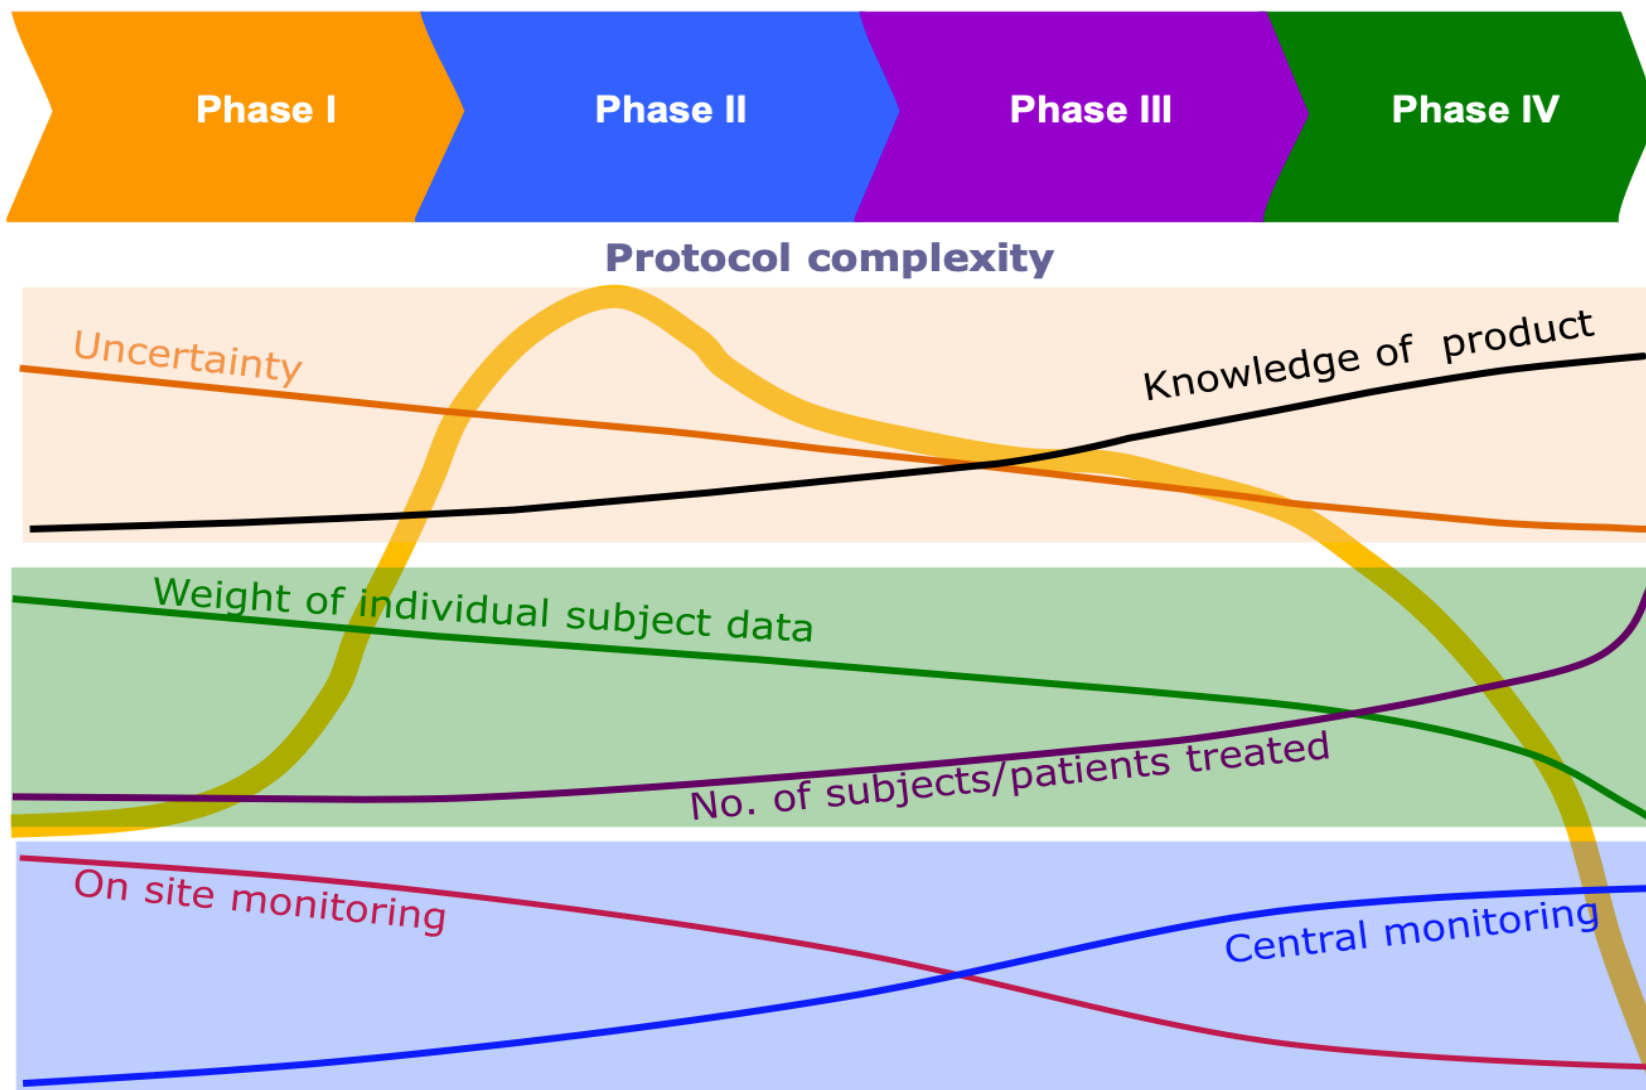 Phase I
Phase II
Phase III
Phase IV
Protocol complexity
Uncertainty
Knowledge of product
Weight of individual subject data
No. of subjects/patients treated
On site monitoring
Central monitoring